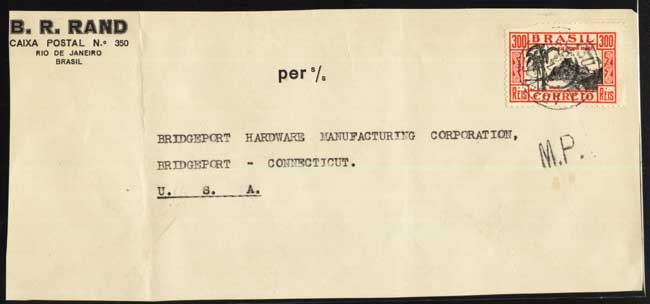 B. R. RAND
CAIXA POSTAL N.º 350
RIO DE JANEIRO
BRASIL
per s/s
300 BRASIL 300
REIS CORREIO REIS
BRIDGEPORT HARDWARE MANUFACTURING CORPORATION,
BRIDGEPORT - CONNECTICUT.
U. S. A.
M.P.